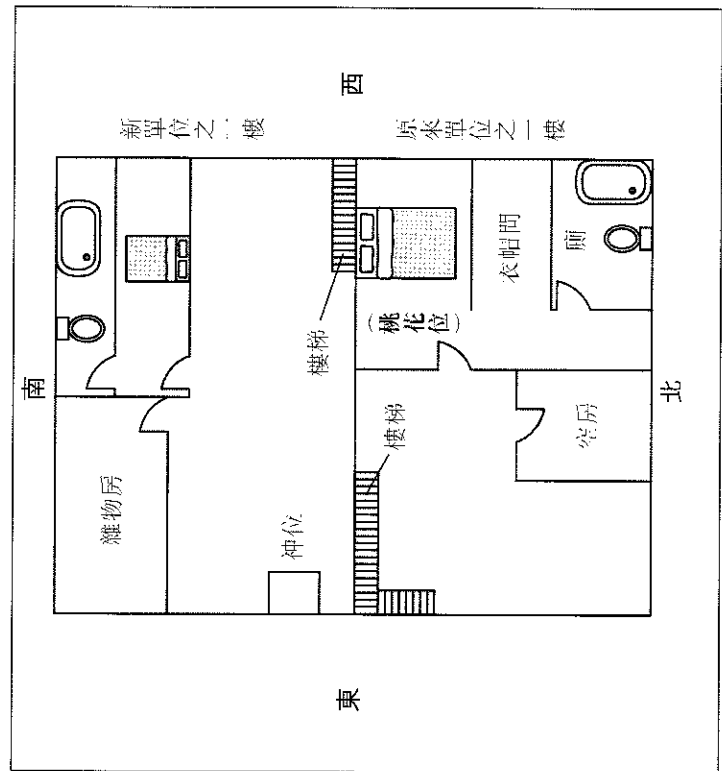 東
雜物房
神位
樓梯
空房
南
北
樓梯
(桃花位)
衣帽間
廁
新單位之二樓
原來單位之二樓
西